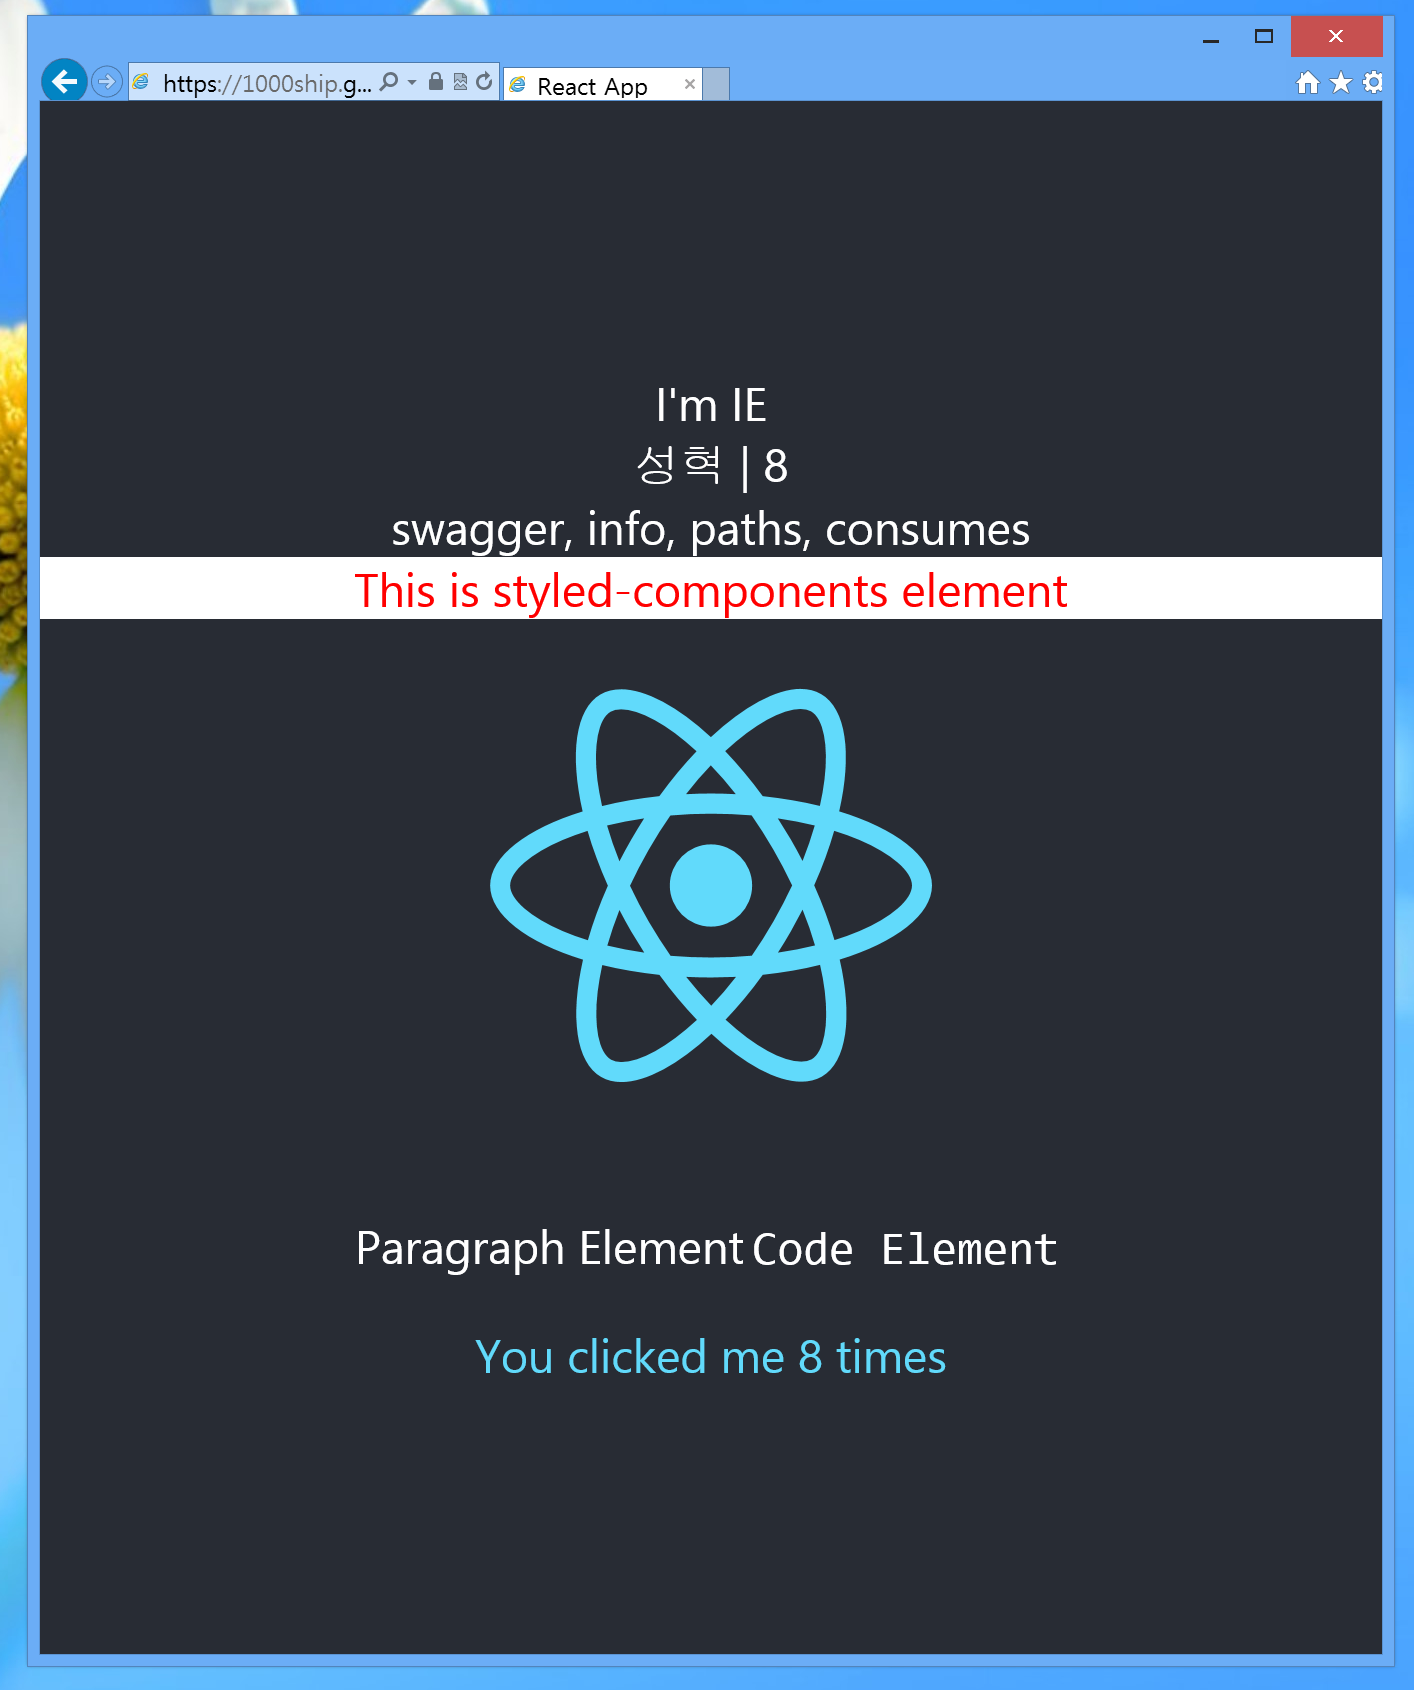 https://1000ship.g...
React App
I'm IE
성혁 | 8
swagger, info, paths, consumes
This is styled-components element
Paragraph Element Code Element
You clicked me 8 times